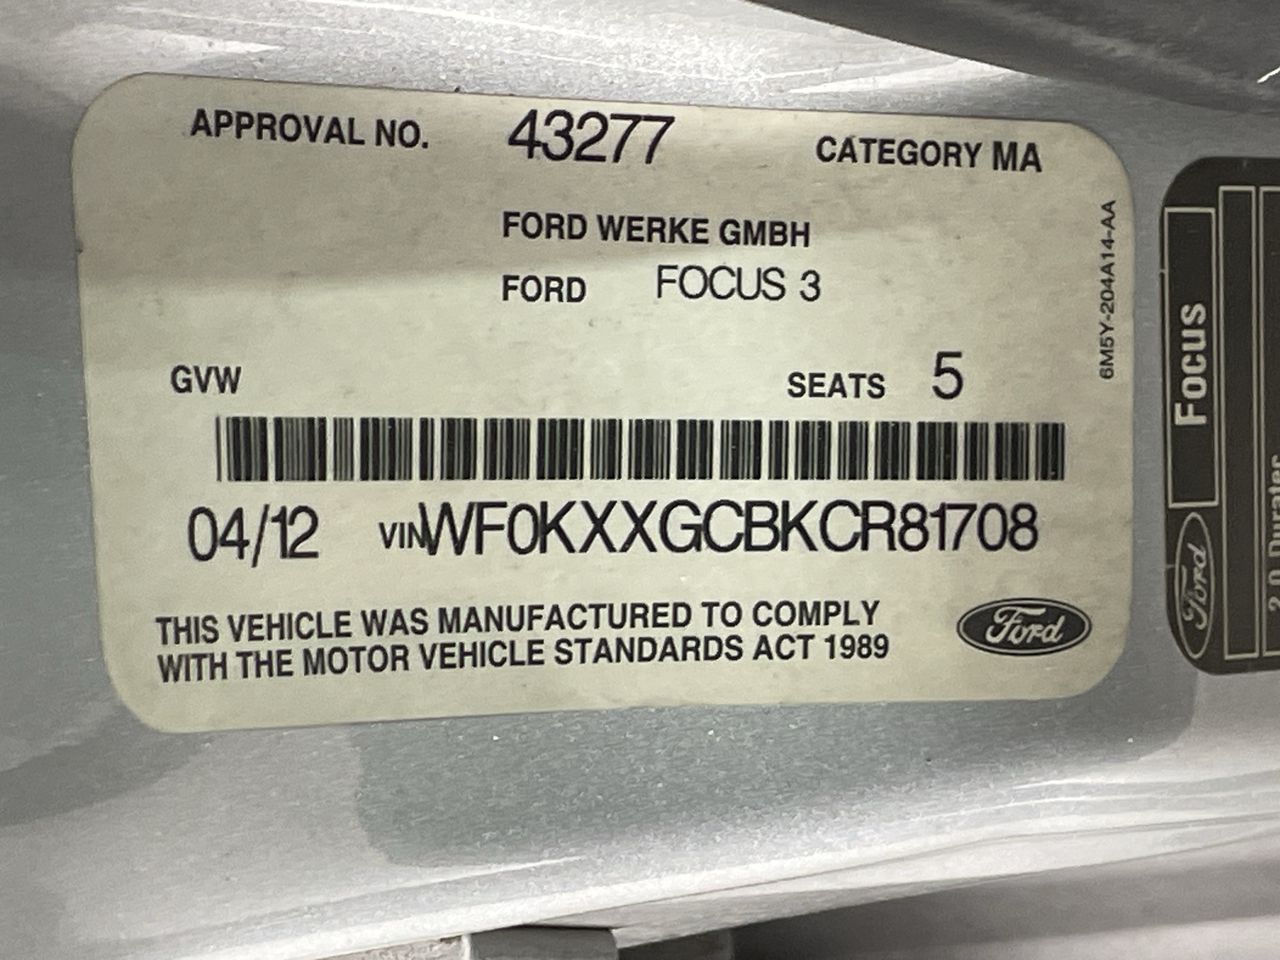 APPROVAL NO. 43277 CATEGORY MA
FORD WERKE GMBH
FORD FOCUS 3
GVW SEATS 5
04/12 VIN WF0KXXGCBKCR81708
THIS VEHICLE WAS MANUFACTURED TO COMPLY
WITH THE MOTOR VEHICLE STANDARDS ACT 1989
Ford
6M5Y-204A14-AA
Focus
Ford